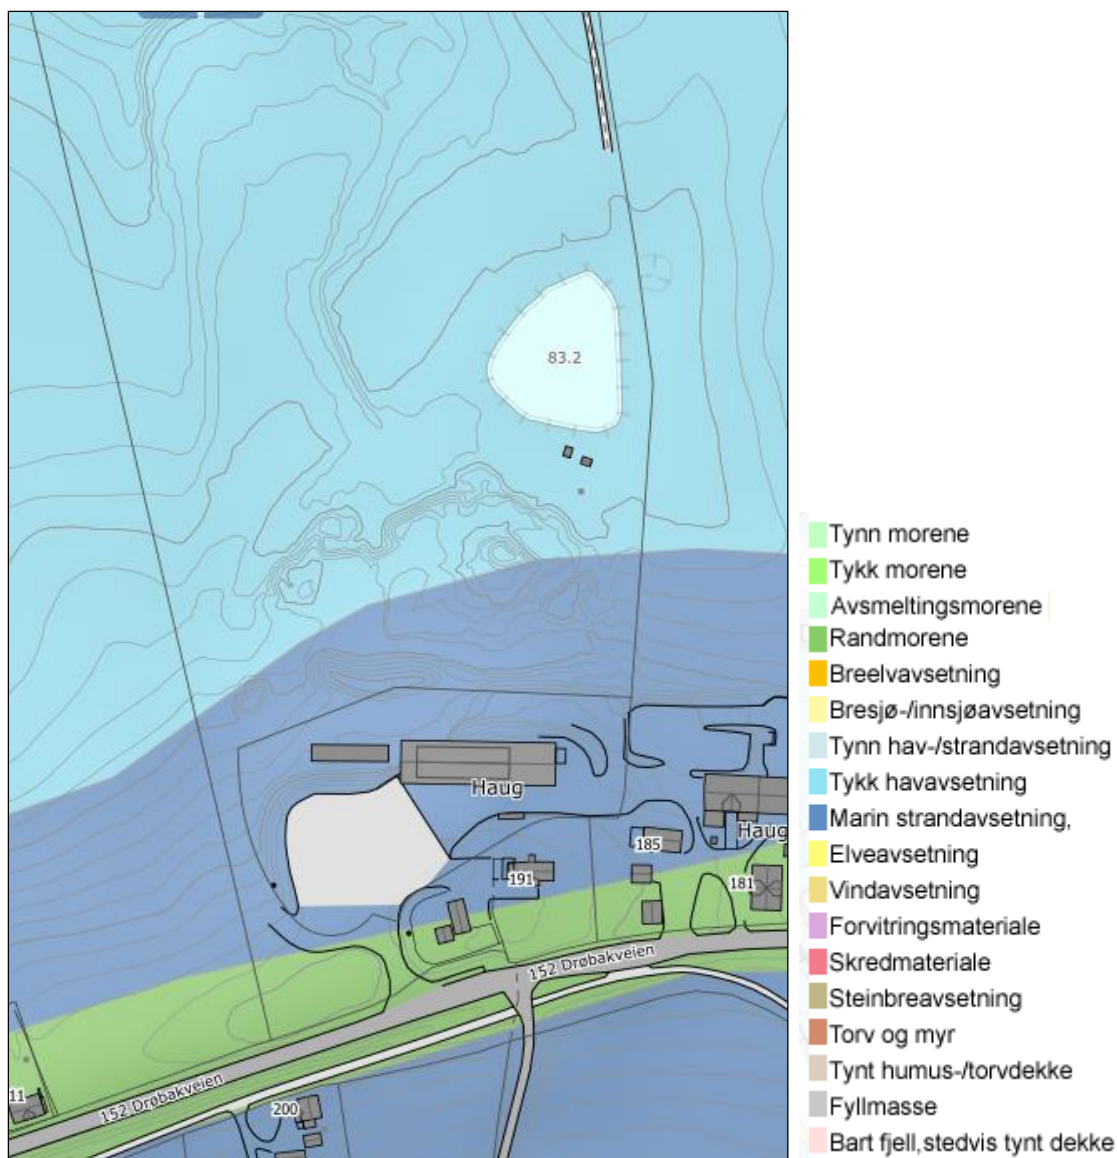 83.2
Haug
Haug
185
191
181
152 Drøbakveien
152 Drøbakveien
11
200
Tynn morene
Tykk morene
Avsmeltingsmorene
Randmorene
Breelvavsetning
Bresjø-/innsjøavsetning
Tynn hav-/strandavsetning
Tykk havavsetning
Marin strandavsetning,
Elveavsetning
Vindavsetning
Forvitringsmateriale
Skredmateriale
Steinbreavsetning
Torv og myr
Tynt humus-/torvdekke
Fyllmasse
Bart fjell,stedvis tynt dekke